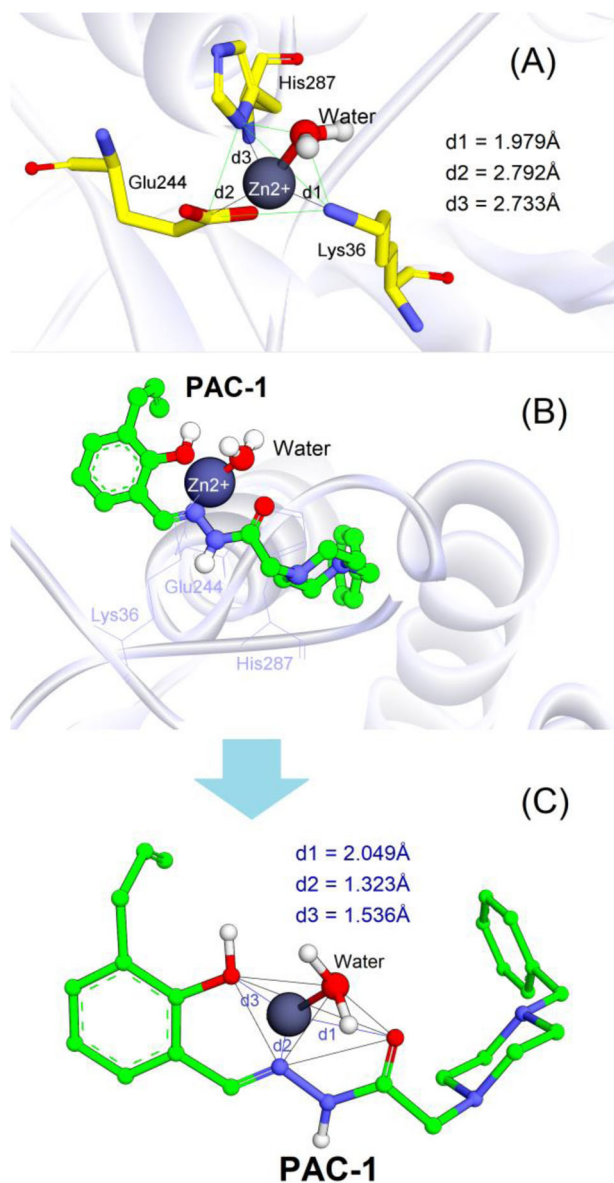 (A)
His287
Water
d1 = 1.979Å
d2 = 2.792Å
d3 = 2.733Å
d3
Glu244
d2
Zn2+
d1
Lys36
PAC-1
(B)
Water
Zn2+
Glu244
Lys36
His287
(C)
d1 = 2.049Å
d2 = 1.323Å
d3 = 1.536Å
Water
d3
d1
d2
PAC-1